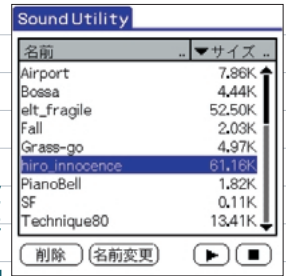 Sound Utility
名前 .. ▼サイズ ..
Airport 7.86K
Bossa 4.44K
elt_fragile 52.50K
Fall 2.03K
Grass-go 4.97K
hiro_innocence 61.16K
PianoBell 1.82K
SF 0.11K
Technique80 13.41K
削除 名前変更